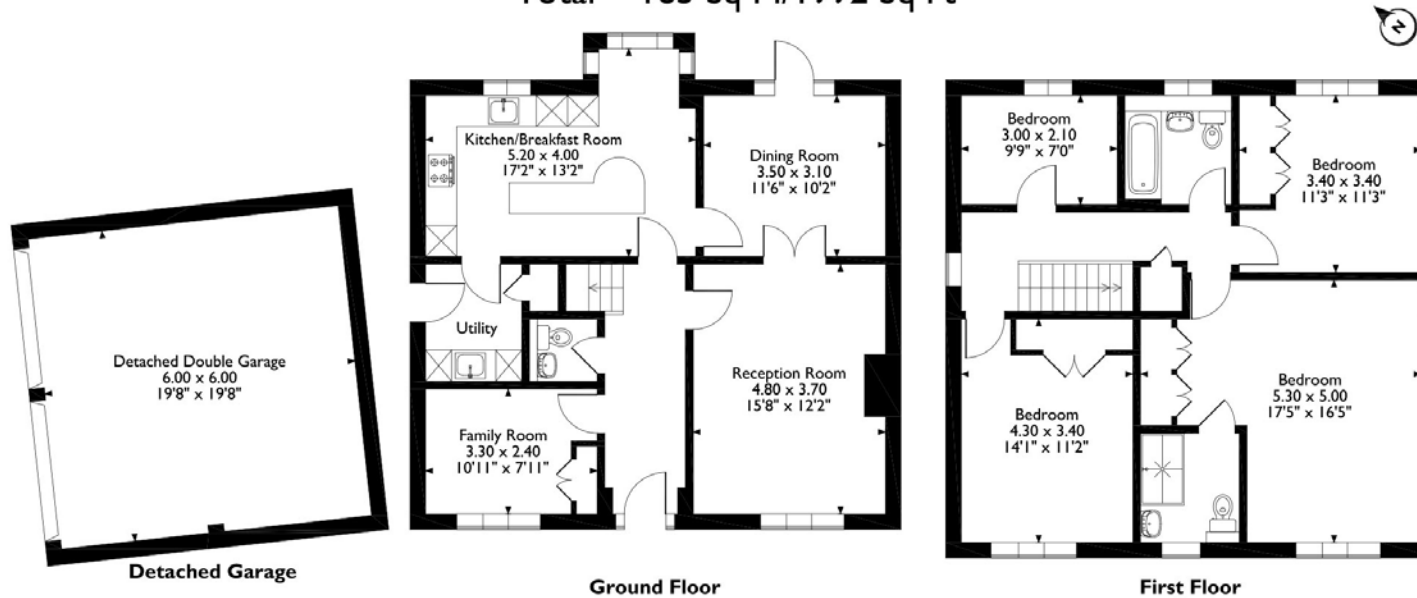 Kitchen/Breakfast Room
5.20 x 4.00
17'2" x 13'2"
Dining Room
3.50 x 3.10
11'6" x 10'2"
Utility
Reception Room
4.80 x 3.70
15'8" x 12'2"
Family Room
3.30 x 2.40
10'11" x 7'11"
Detached Double Garage
6.00 x 6.00
19'8" x 19'8"
Detached Garage
Ground Floor
N
Bedroom
3.00 x 2.10
9'9" x 7'0"
Bedroom
3.40 x 3.40
11'3" x 11'3"
Bedroom
4.30 x 3.40
14'1" x 11'2"
Bedroom
5.30 x 5.00
17'5" x 16'5"
First Floor